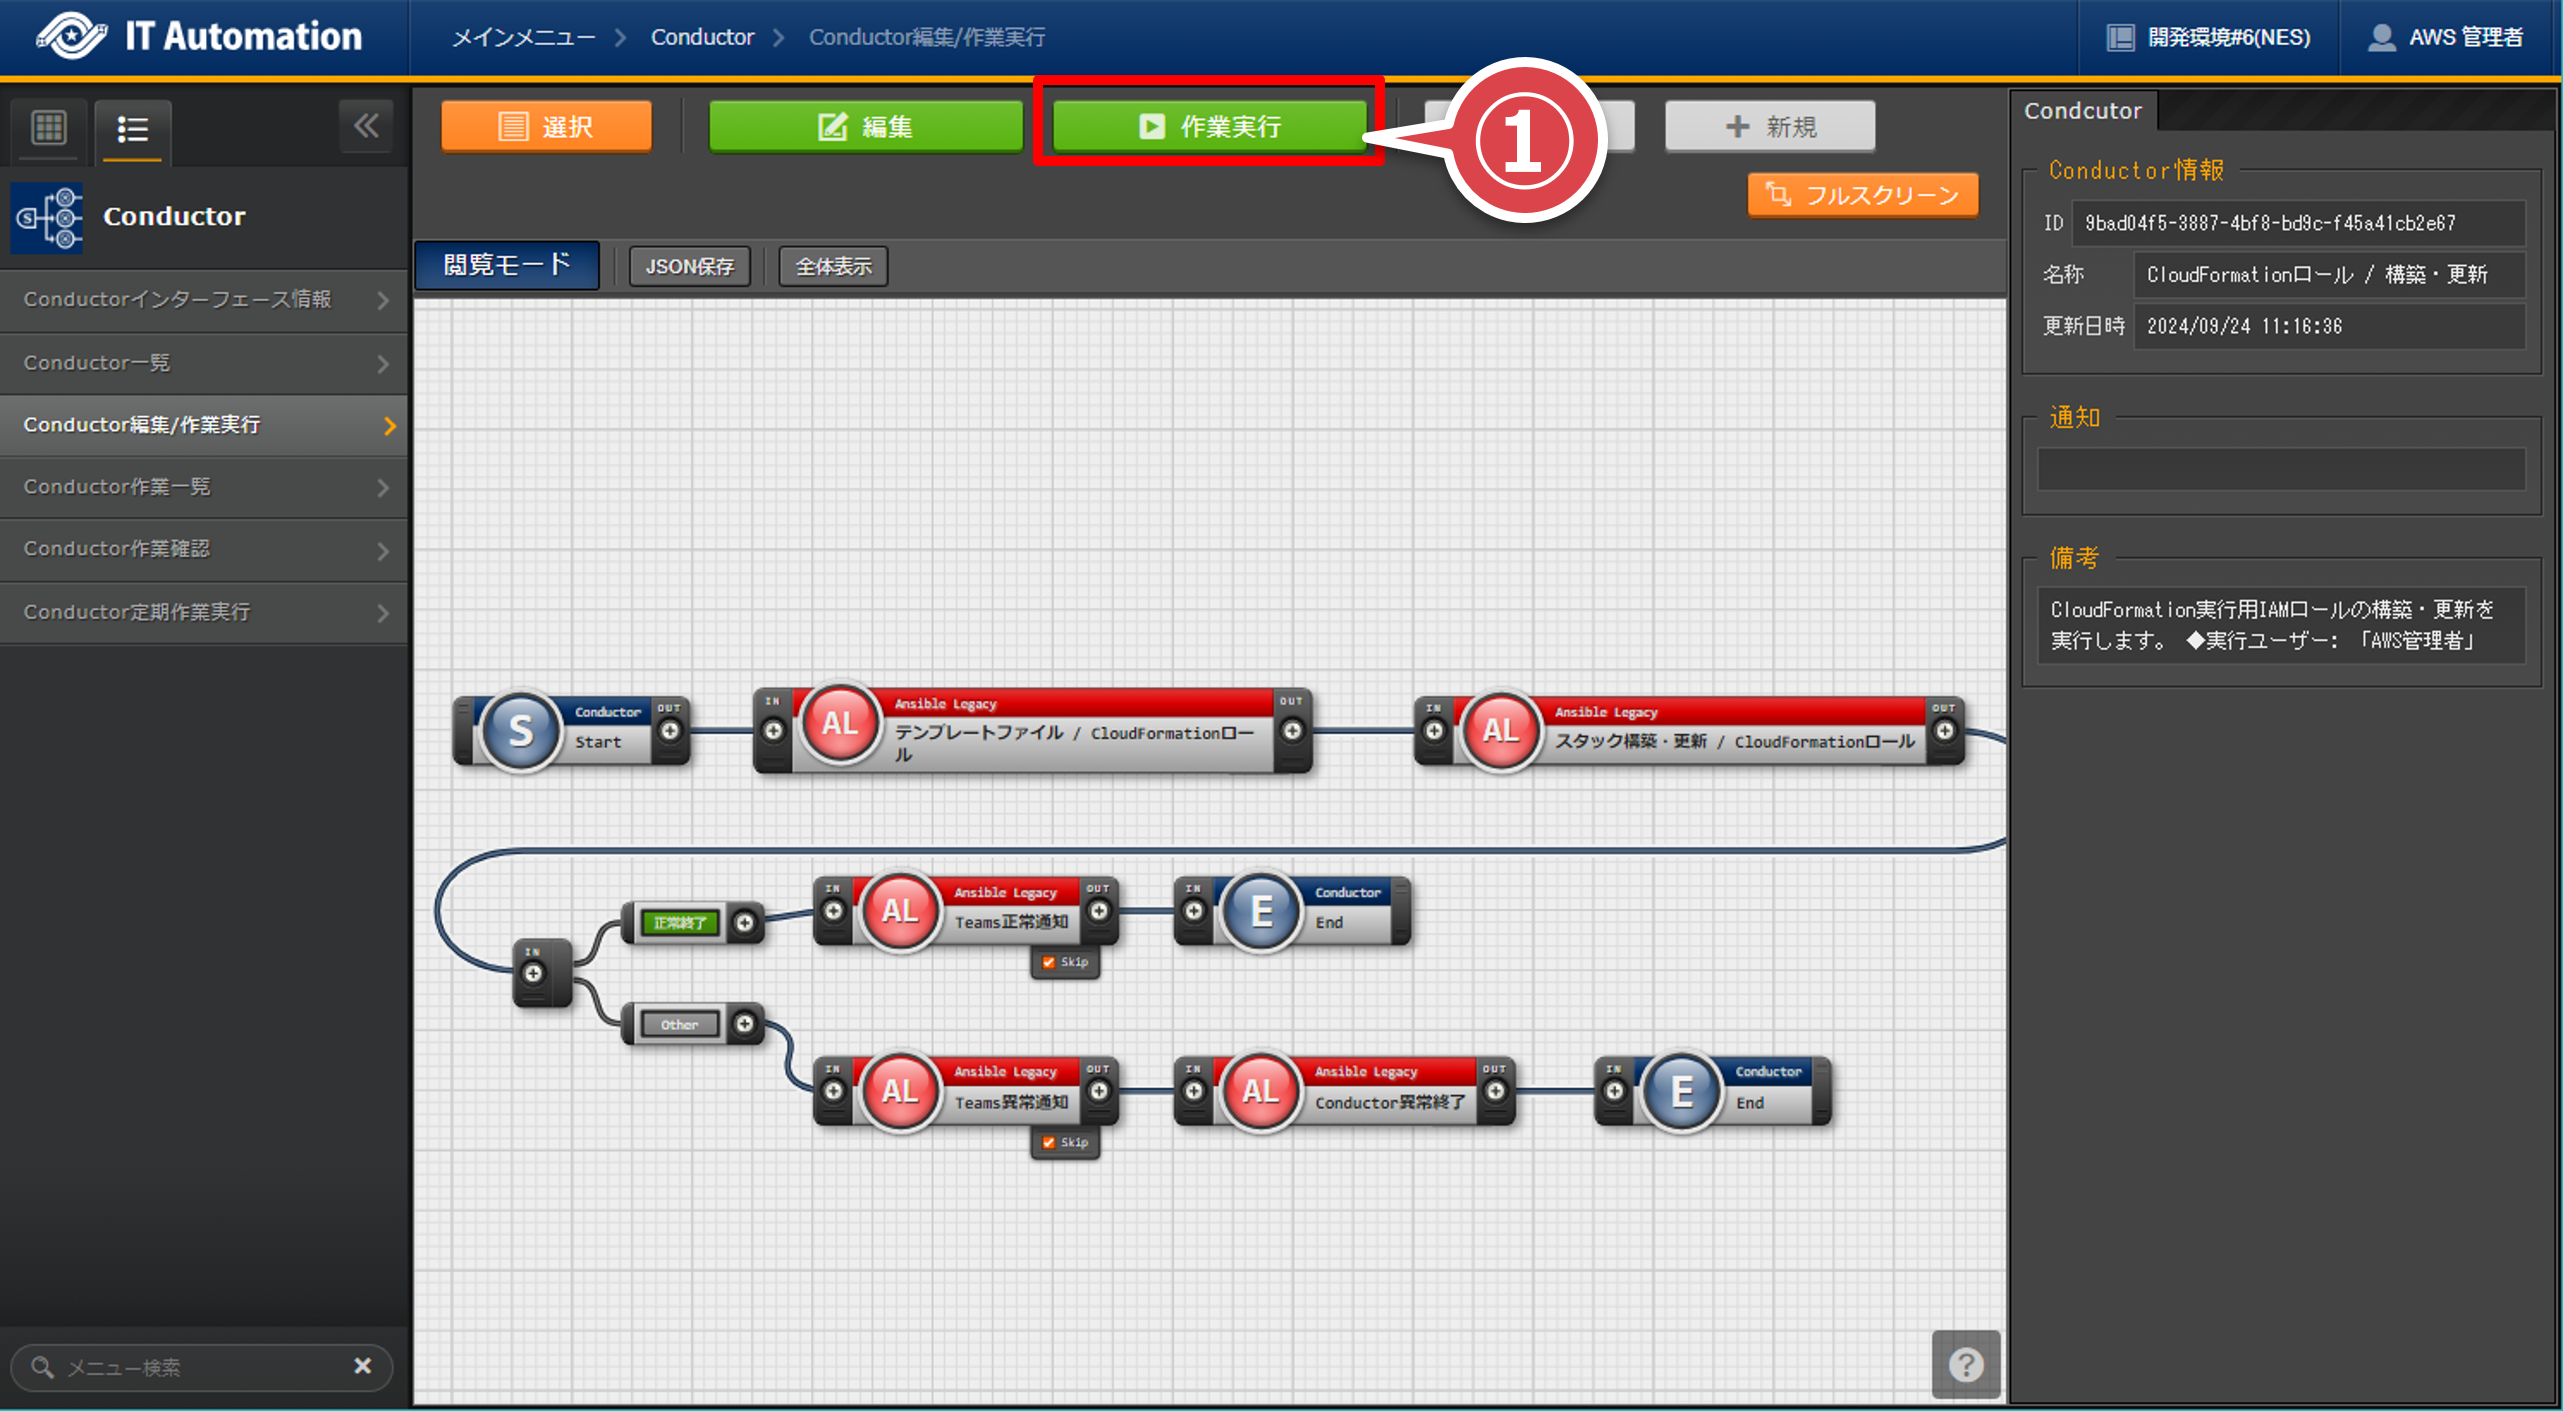 IT Automation
メインメニュー > Conductor > Conductor編集/作業実行
開発環境#6(NES)
AWS 管理者
選択
編集
作業実行
①
新規
フルスクリーン
Conductor
Conductorインターフェース情報
Conductor一覧
Conductor編集/作業実行
Conductor作業一覧
Conductor作業確認
Conductor定期作業実行
メニュー検索
閲覧モード
JSON保存
全体表示
Conductor
Start
OUT
IN
AL
Ansible Legacy
テンプレートファイル / CloudFormationロー
ル
OUT
IN
AL
Ansible Legacy
スタック構築・更新 / CloudFormationロール
OUT
S
IN
正常終了
IN
AL
Ansible Legacy
Teams正常通知
OUT
Skip
IN
E
Conductor
End
Other
IN
AL
Ansible Legacy
Teams異常通知
OUT
Skip
IN
AL
Ansible Legacy
Conductor異常終了
OUT
IN
E
Conductor
End
?
Condcutor
Conductor情報
ID 9bad04f5-3887-4bf8-bd9c-f45a41cb2e67
名称 CloudFormationロール / 構築・更新
更新日時 2024/09/24 11:16:36
通知
備考
CloudFormation実行用IAMロールの構築・更新を
実行します。 ◆実行ユーザー: 「AWS管理者」